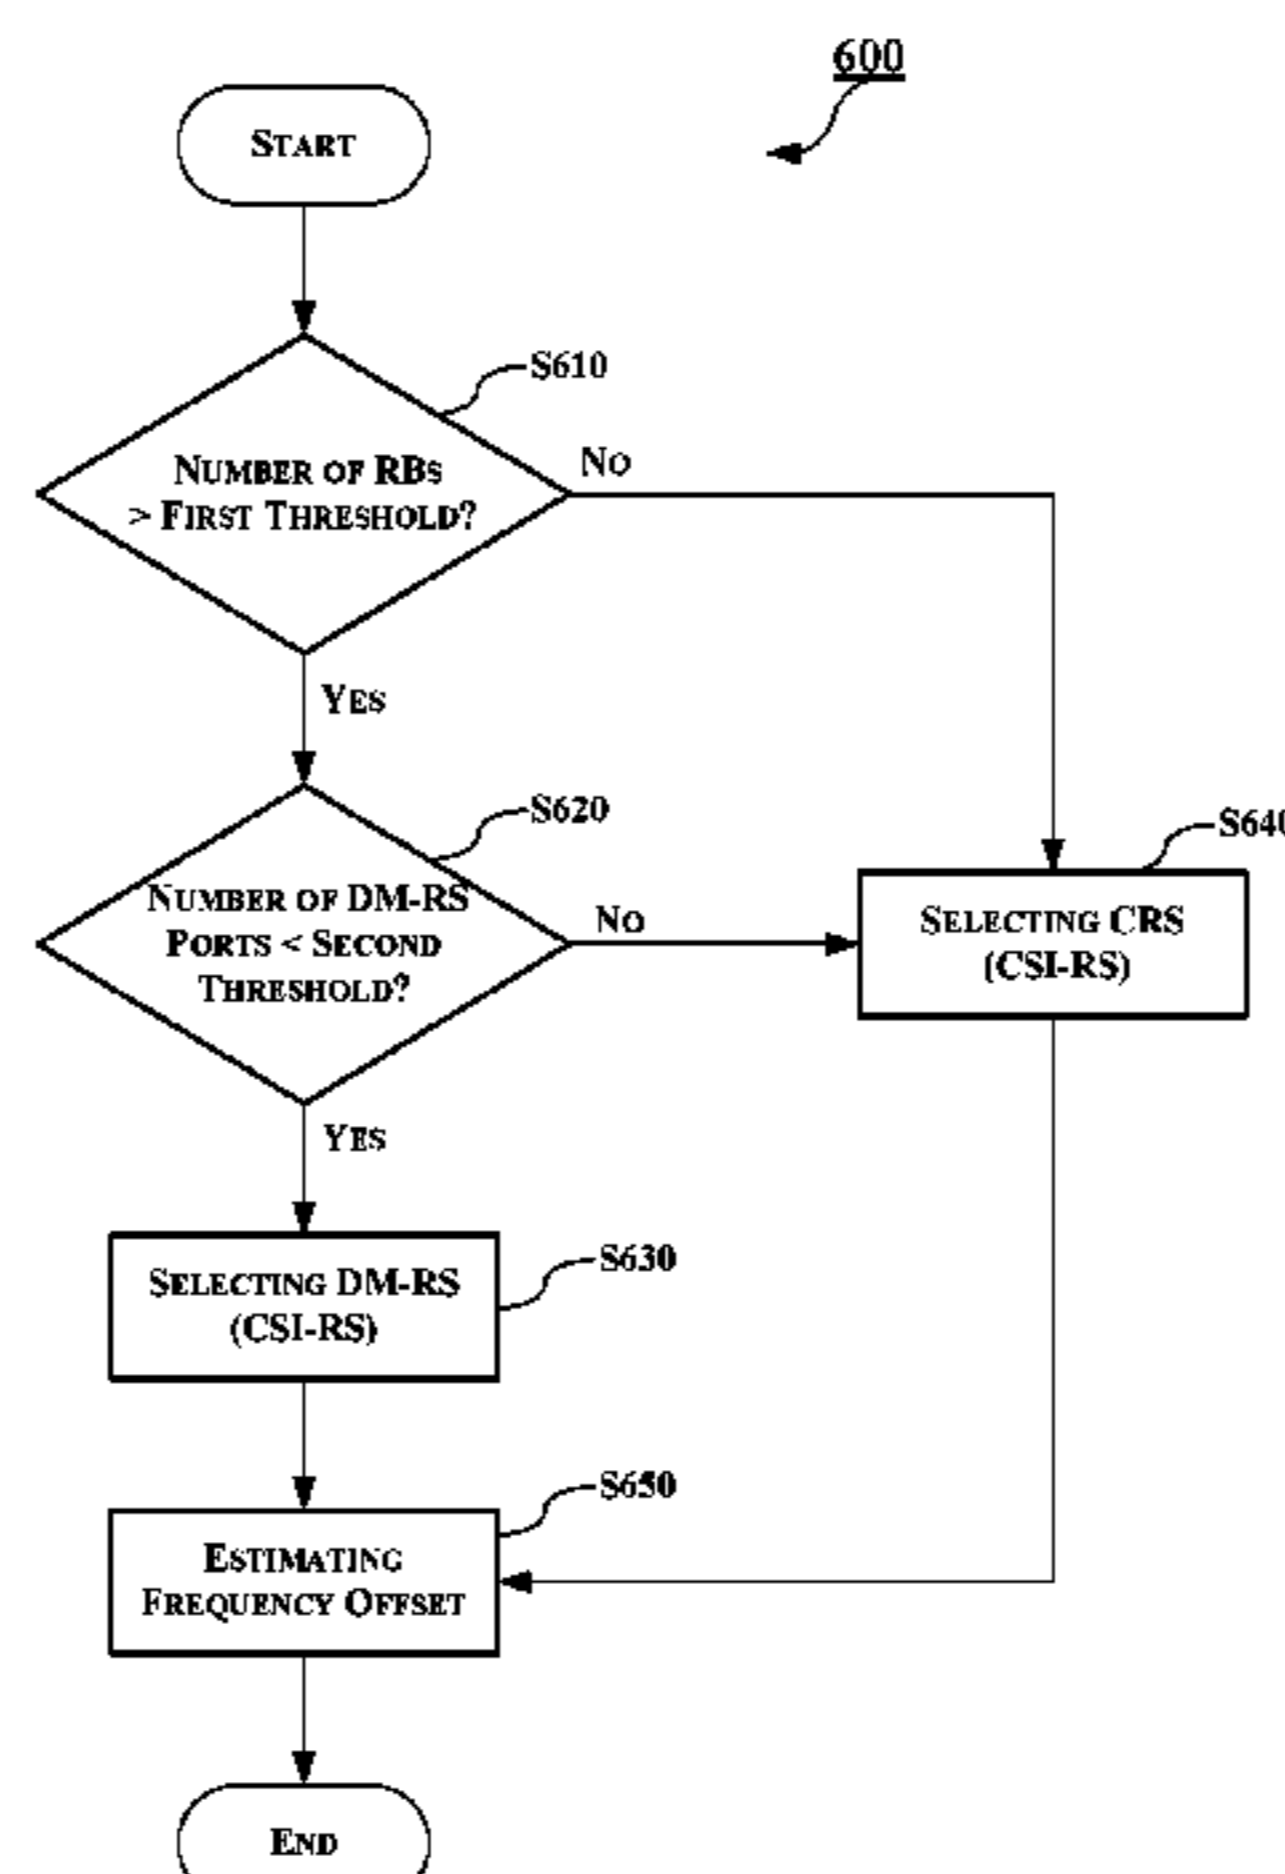 600
START
S610
NUMBER OF RBS
> FIRST THRESHOLD?
NO
YES
S620
NUMBER OF DM-RS
PORTS < SECOND
THRESHOLD?
NO
S640
SELECTING CRS
(CSI-RS)
YES
S630
SELECTING DM-RS
(CSI-RS)
S650
ESTIMATING
FREQUENCY OFFSET
END